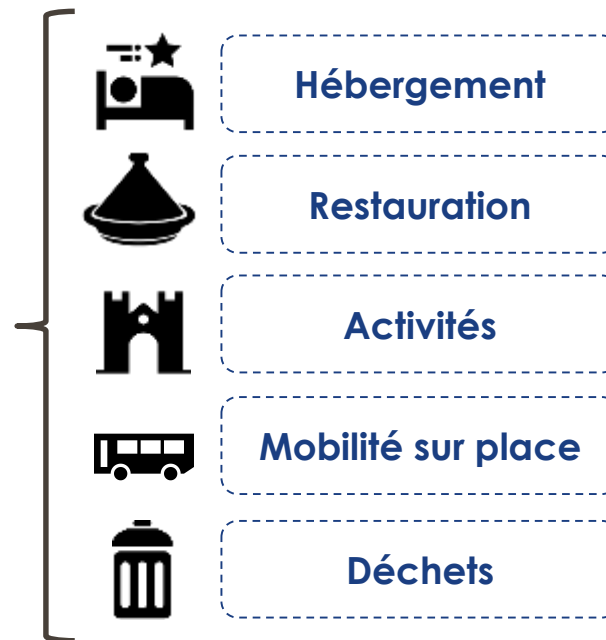 Hébergement
Restauration
Activités
Mobilité sur place
Déchets